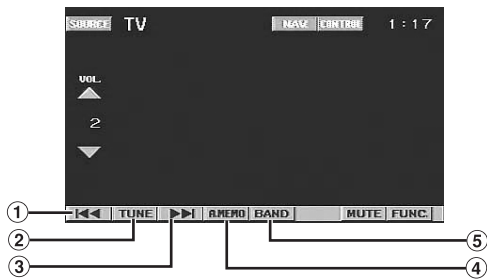 SOURCE TV NAV. CONTROL 1:17
VOL.
2
TUNE A.MEMO BAND MUTE FUNC.
1
2
3
4
5